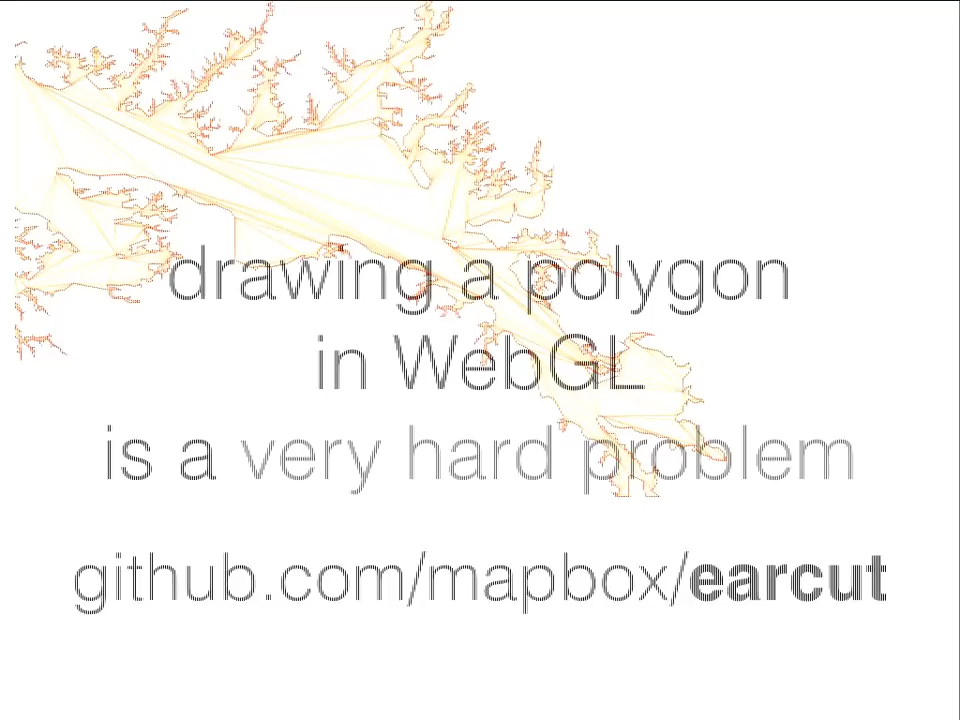 drawing a polygon
in WebGL
is a very hard problem
github.com/mapbox/earcut